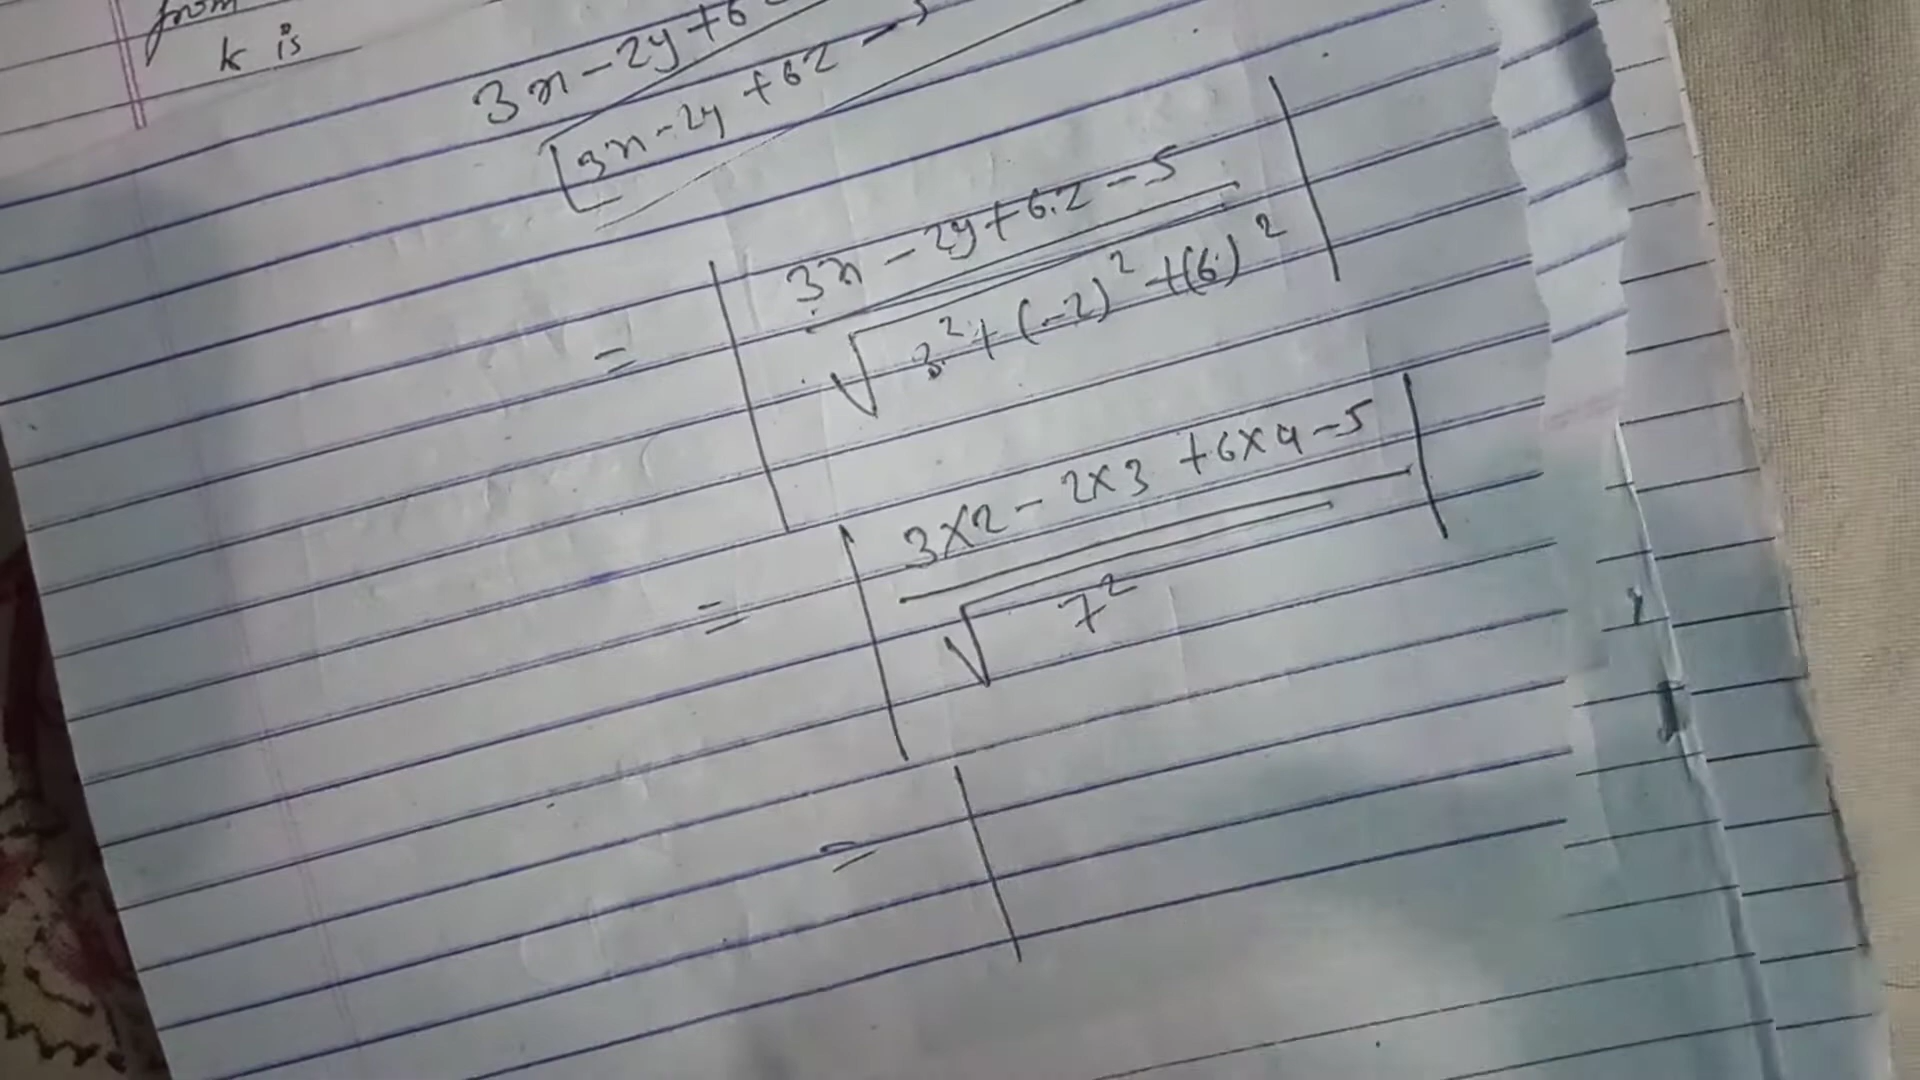 from
k is
3x - 2y + 6
3x - 2y + 6z -
= | 3x - 2y + 6z - 5 |
√3² + (-2)² + (6)²
= | 3×2 - 2×3 + 6×4 - 5 |
√7²
= |